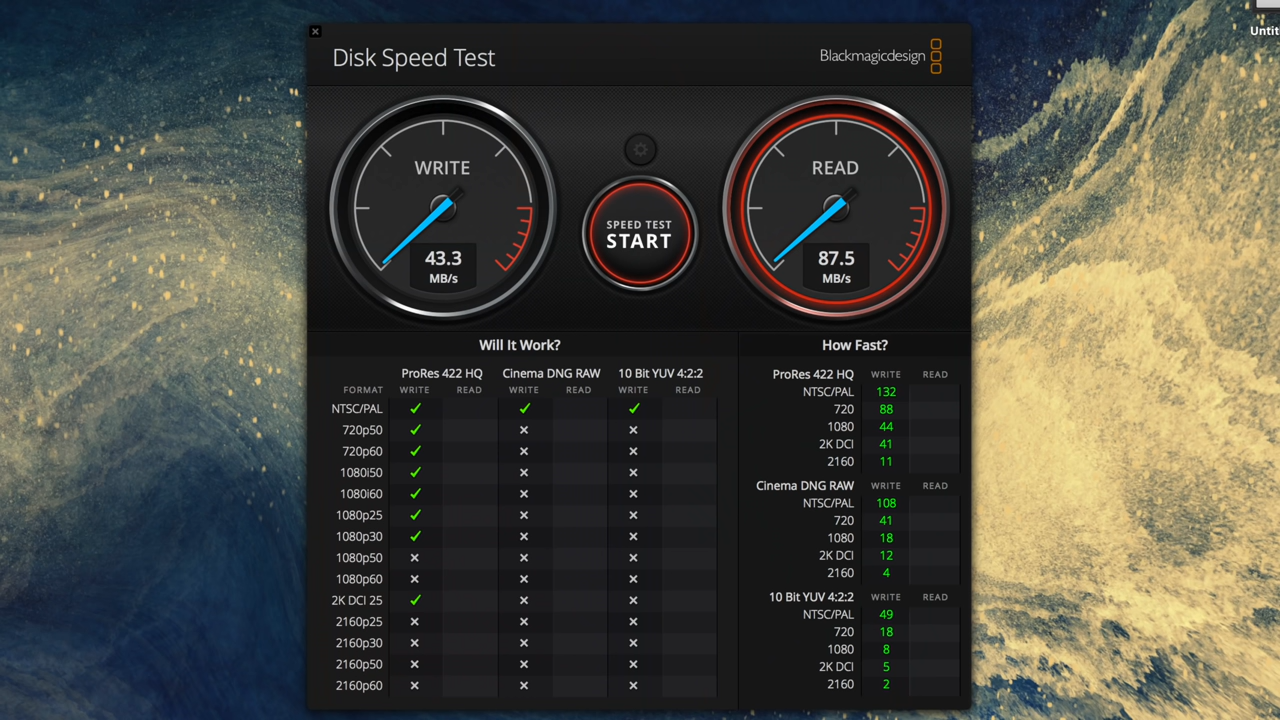 Untit
Disk Speed Test
Blackmagicdesign
WRITE
43.3
MB/s
SPEED TEST
START
READ
87.5
MB/s
Will It Work?
ProRes 422 HQ Cinema DNG RAW 10 Bit YUV 4:2:2
FORMAT WRITE READ WRITE READ WRITE READ
NTSC/PAL ✓ ✓ ✓
720p50 ✓ ✕ ✕
720p60 ✓ ✕ ✕
1080i50 ✓ ✕ ✕
1080i60 ✓ ✕ ✕
1080p25 ✓ ✕ ✕
1080p30 ✓ ✕ ✕
1080p50 ✕ ✕ ✕
1080p60 ✕ ✕ ✕
2K DCI 25 ✓ ✕ ✕
2160p25 ✕ ✕ ✕
2160p30 ✕ ✕ ✕
2160p50 ✕ ✕ ✕
2160p60 ✕ ✕ ✕
How Fast?
ProRes 422 HQ WRITE READ
NTSC/PAL 132
720 88
1080 44
2K DCI 41
2160 11
Cinema DNG RAW WRITE READ
NTSC/PAL 108
720 41
1080 18
2K DCI 12
2160 4
10 Bit YUV 4:2:2 WRITE READ
NTSC/PAL 49
720 18
1080 8
2K DCI 5
2160 2